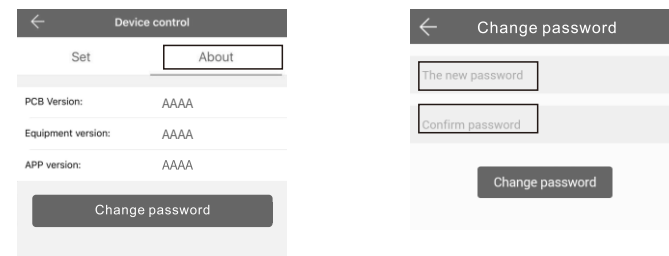 Device control
Set About
PCB Version: AAAA
Equipment version: AAAA
APP version: AAAA
Change password
Change password
The new password
Confirm password
Change password